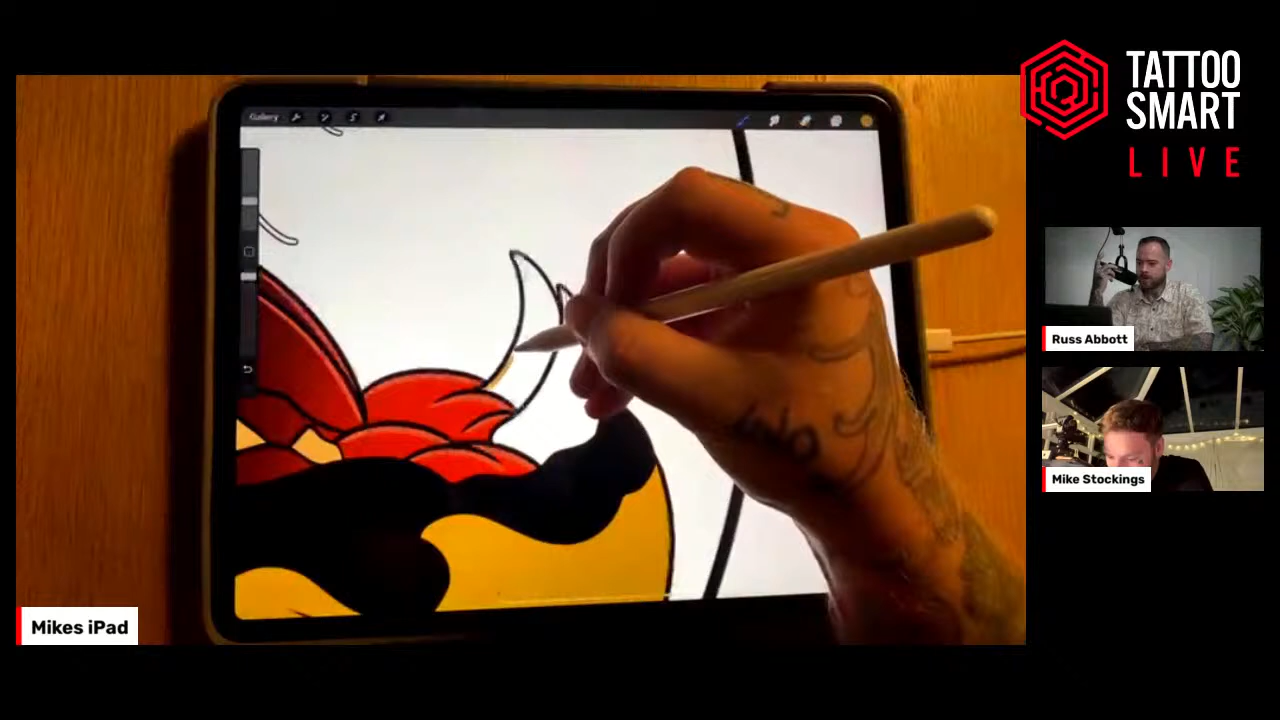 TATTOO
SMART
LIVE
Gallery
Russ Abbott
Mike Stockings
Mikes iPad